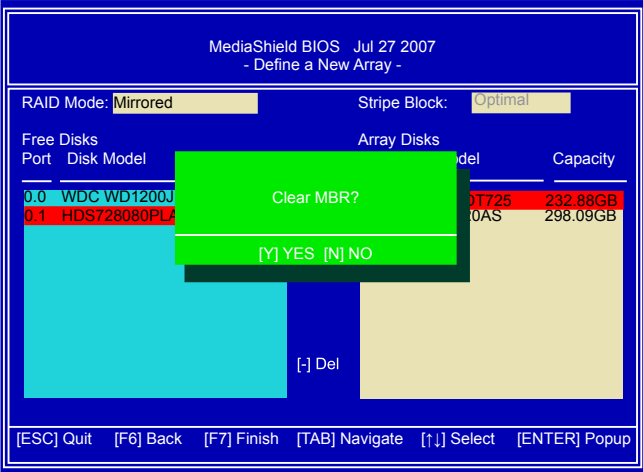 MediaShield BIOS Jul 27 2007
- Define a New Array -
RAID Mode: Mirrored Stripe Block: Optimal
Free Disks Array Disks
Port Disk Model del Capacity
0.0 WDC WD1200J DT725 232.88GB
0.1 HDS728080PLA 0AS 298.09GB
Clear MBR?
[Y] YES [N] NO
[-] Del
[ESC] Quit [F6] Back [F7] Finish [TAB] Navigate [↑↓] Select [ENTER] Popup